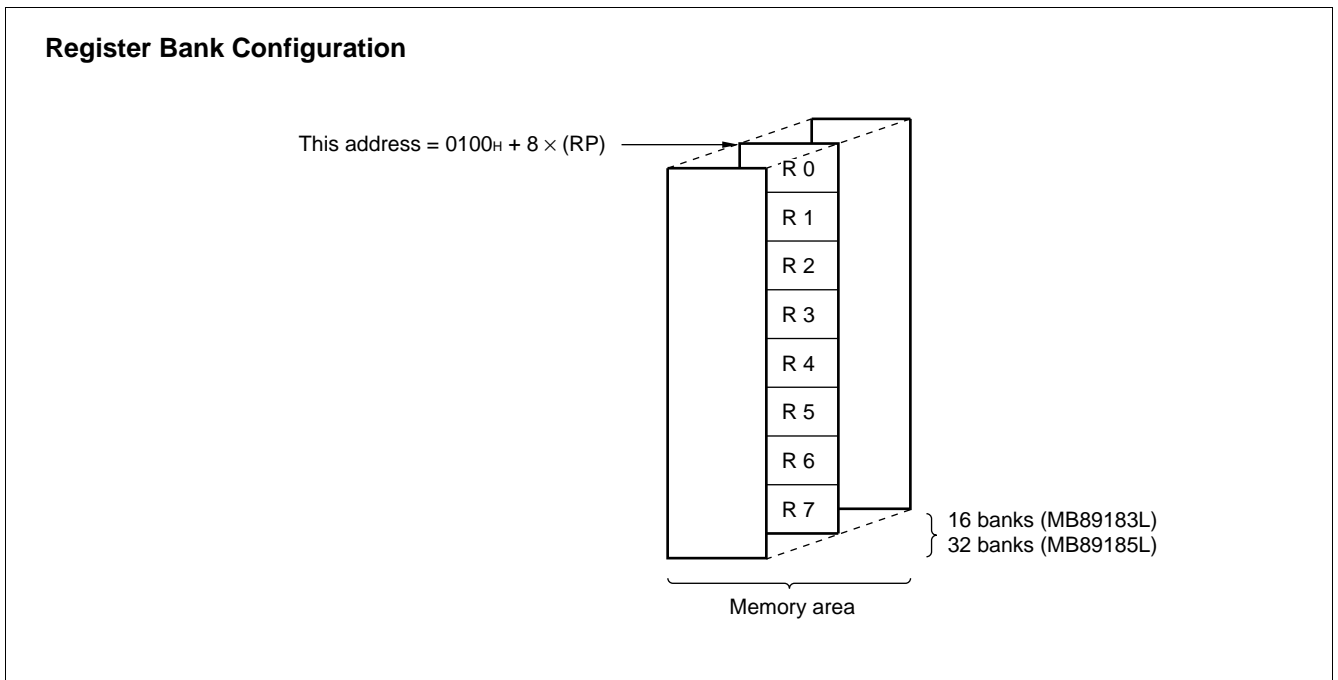 Register Bank Configuration
This address = 0100H + 8 × (RP)
R 0
R 1
R 2
R 3
R 4
R 5
R 6
R 7
16 banks (MB89183L)
32 banks (MB89185L)
Memory area